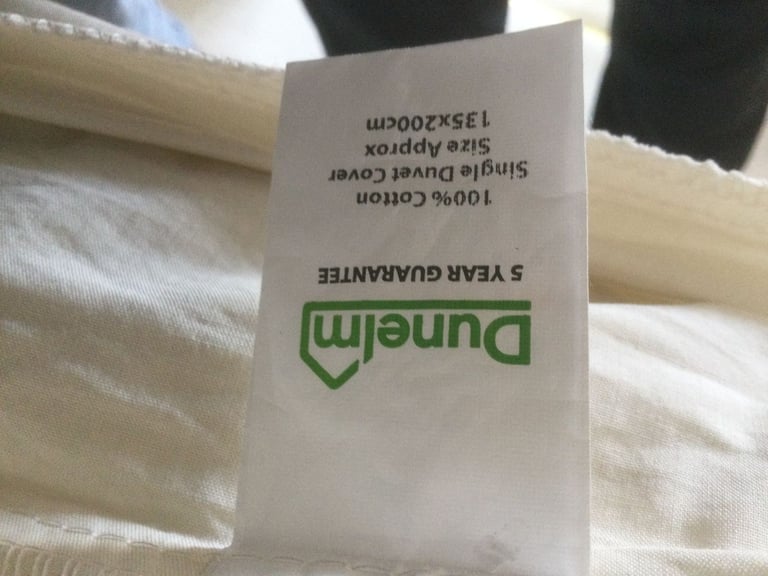 Dunelm
5 YEAR GUARANTEE
100% Cotton
Single Duvet Cover
Size Approx
135x200cm